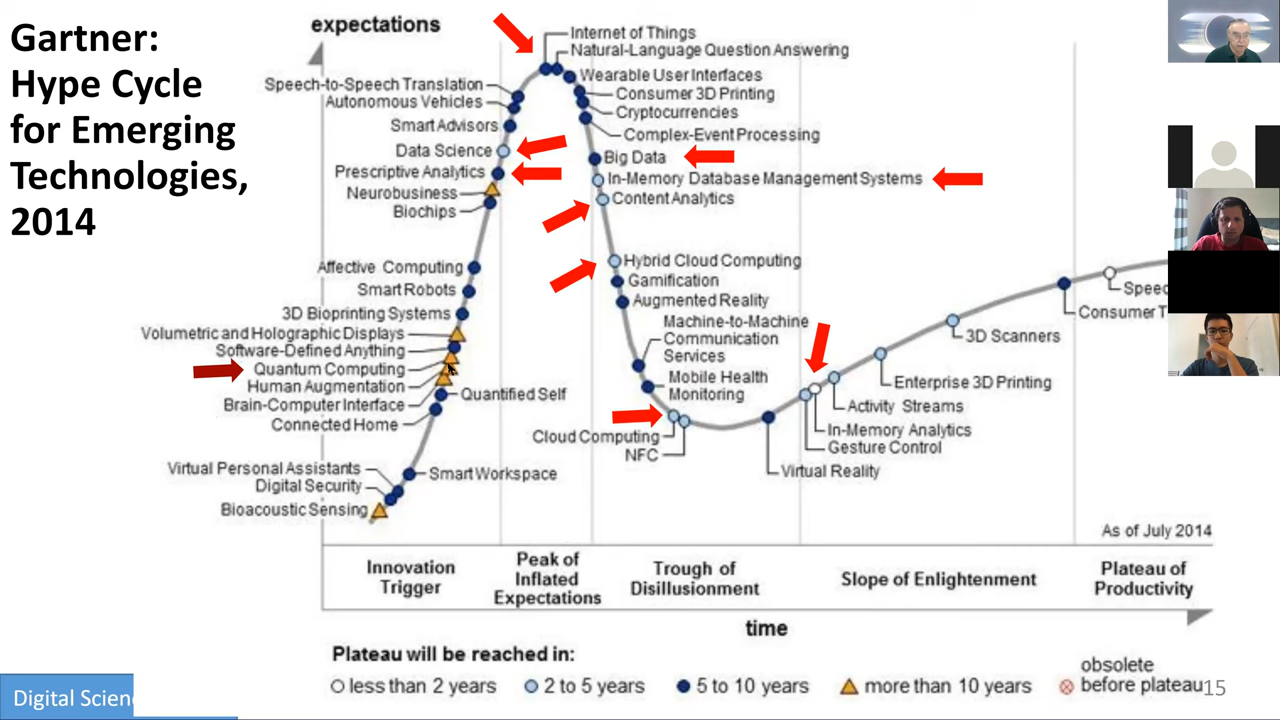 Gartner:
Hype Cycle
for Emerging
Technologies,
2014
expectations
Internet of Things
Natural-Language Question Answering
Wearable User Interfaces
Consumer 3D Printing
Cryptocurrencies
Complex-Event Processing
Speech-to-Speech Translation
Autonomous Vehicles
Smart Advisors
Data Science
Prescriptive Analytics
Neurobusiness
Biochips
Big Data
In-Memory Database Management Systems
Content Analytics
Hybrid Cloud Computing
Gamification
Augmented Reality
Machine-to-Machine
Communication
Services
Mobile Health
Monitoring
Affective Computing
Smart Robots
3D Bioprinting Systems
Volumetric and Holographic Displays
Software-Defined Anything
Quantum Computing
Human Augmentation
Brain-Computer Interface
Connected Home
Quantified Self
Virtual Personal Assistants
Digital Security
Bioacoustic Sensing
Smart Workspace
Cloud Computing
NFC
Virtual Reality
Gesture Control
In-Memory Analytics
Activity Streams
Enterprise 3D Printing
3D Scanners
Consumer T
Speec
As of July 2014
Innovation
Trigger
Peak of
Inflated
Expectations
Trough of
Disillusionment
Slope of Enlightenment
Plateau of
Productivity
time
Plateau will be reached in:
less than 2 years
2 to 5 years
5 to 10 years
more than 10 years
obsolete
before plateau
15
Digital Scien